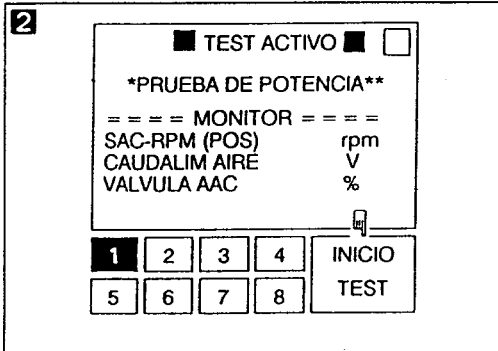 2
TEST ACTIVO
*PRUEBA DE POTENCIA**
= = = = MONITOR = = = =
SAC-RPM (POS) rpm
CAUDALIM AIRE V
VALVULA AAC %
1 2 3 4 INICIO
5 6 7 8 TEST